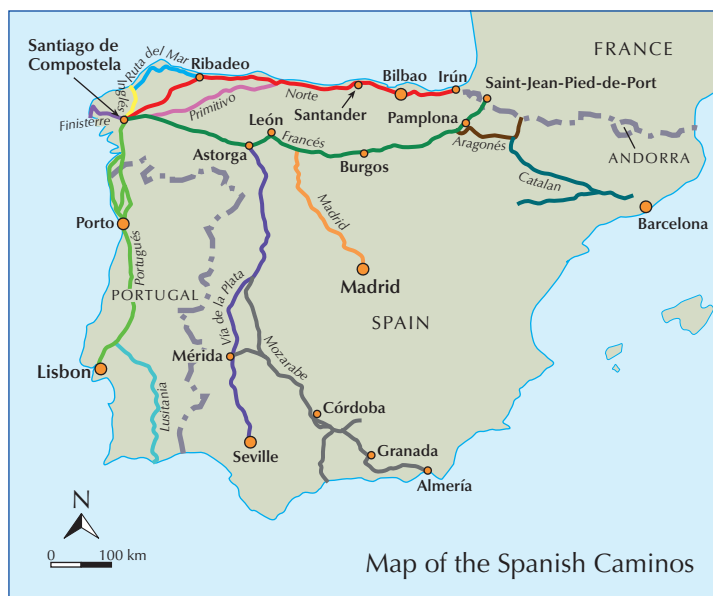 FRANCE
Santiago de
Compostela
Ruta del Mar
Ribadeo
Inglés
Bilbao
Irún
Saint-Jean-Pied-de-Port
Primitivo
Norte
Santander
Finisterre
Pamplona
León
Francés
Aragonés
ANDORRA
Astorga
Burgos
Catalan
Madrid
Barcelona
Porto
Portugués
Madrid
PORTUGAL
Vía de la Plata
SPAIN
Mozarabe
Mérida
Lisbon
Lusitania
Córdoba
Seville
Granada
Almería
N
0 100 km
Map of the Spanish Caminos